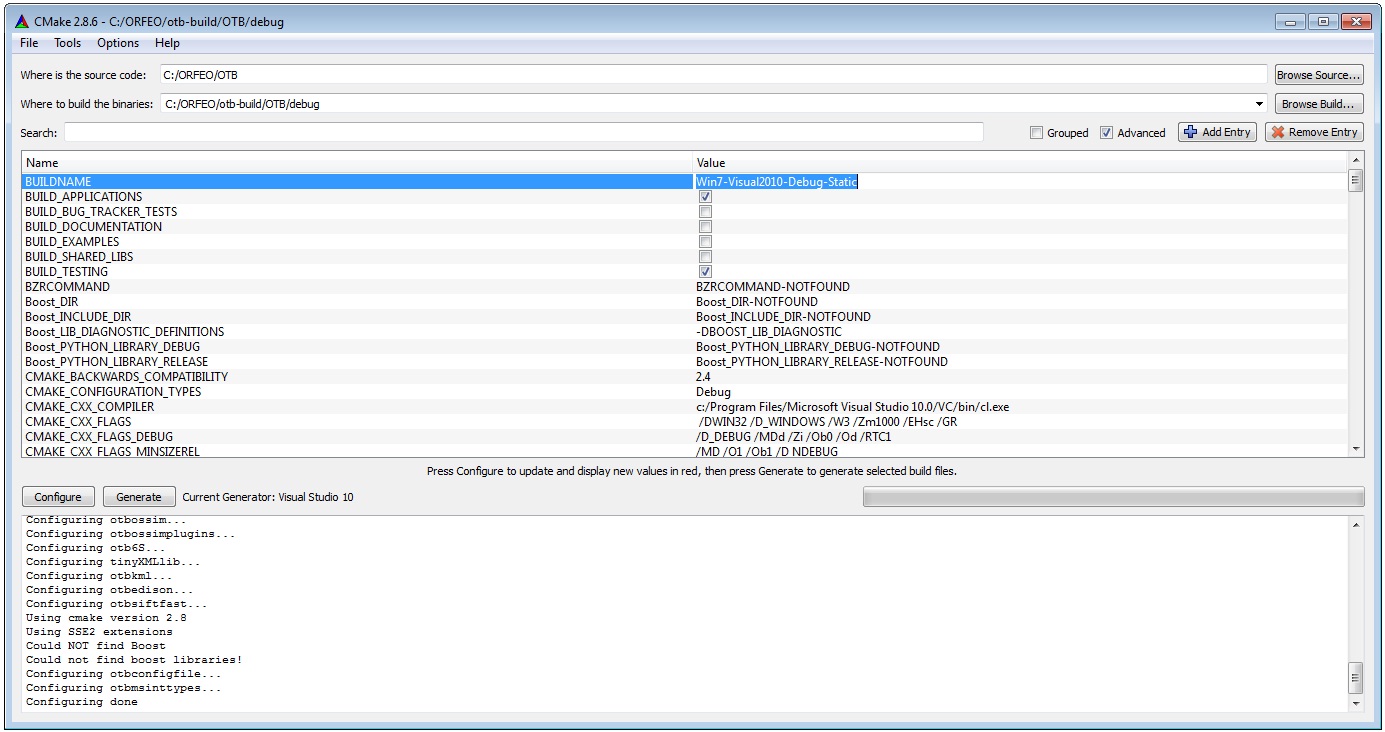 CMake 2.8.6 - C:/ORFEO/otb-build/OTB/debug
File Tools Options Help
Where is the source code: C:/ORFEO/OTB Browse Source...
Where to build the binaries: C:/ORFEO/otb-build/OTB/debug Browse Build...
Search: Grouped Advanced Add Entry Remove Entry
Name Value
BUILDNAME Win7-Visual2010-Debug-Static
BUILD_APPLICATIONS
BUILD_BUG_TRACKER_TESTS
BUILD_DOCUMENTATION
BUILD_EXAMPLES
BUILD_SHARED_LIBS
BUILD_TESTING
BZRCOMMAND BZRCOMMAND-NOTFOUND
Boost_DIR Boost_DIR-NOTFOUND
Boost_INCLUDE_DIR Boost_INCLUDE_DIR-NOTFOUND
Boost_LIB_DIAGNOSTIC_DEFINITIONS -DBOOST_LIB_DIAGNOSTIC
Boost_PYTHON_LIBRARY_DEBUG Boost_PYTHON_LIBRARY_DEBUG-NOTFOUND
Boost_PYTHON_LIBRARY_RELEASE Boost_PYTHON_LIBRARY_RELEASE-NOTFOUND
CMAKE_BACKWARDS_COMPATIBILITY 2.4
CMAKE_CONFIGURATION_TYPES Debug
CMAKE_CXX_COMPILER c:/Program Files/Microsoft Visual Studio 10.0/VC/bin/cl.exe
CMAKE_CXX_FLAGS /DWIN32 /D_WINDOWS /W3 /Zm1000 /EHsc /GR
CMAKE_CXX_FLAGS_DEBUG /D_DEBUG /MDd /Zi /Ob0 /Od /RTC1
CMAKE_CXX_FLAGS_MINSIZEREL /MD /O1 /Ob1 /D NDEBUG
Press Configure to update and display new values in red, then press Generate to generate selected build files.
Configure Generate Current Generator: Visual Studio 10
Configuring otbossim...
Configuring otbossimplugins...
Configuring otb6S...
Configuring tinyXMLlib...
Configuring otbkml...
Configuring otbedison...
Configuring otbsiftfast...
Using cmake version 2.8
Using SSE2 extensions
Could NOT find Boost
Could not find boost libraries!
Configuring otbconfigfile...
Configuring otbmsinttypes...
Configuring done